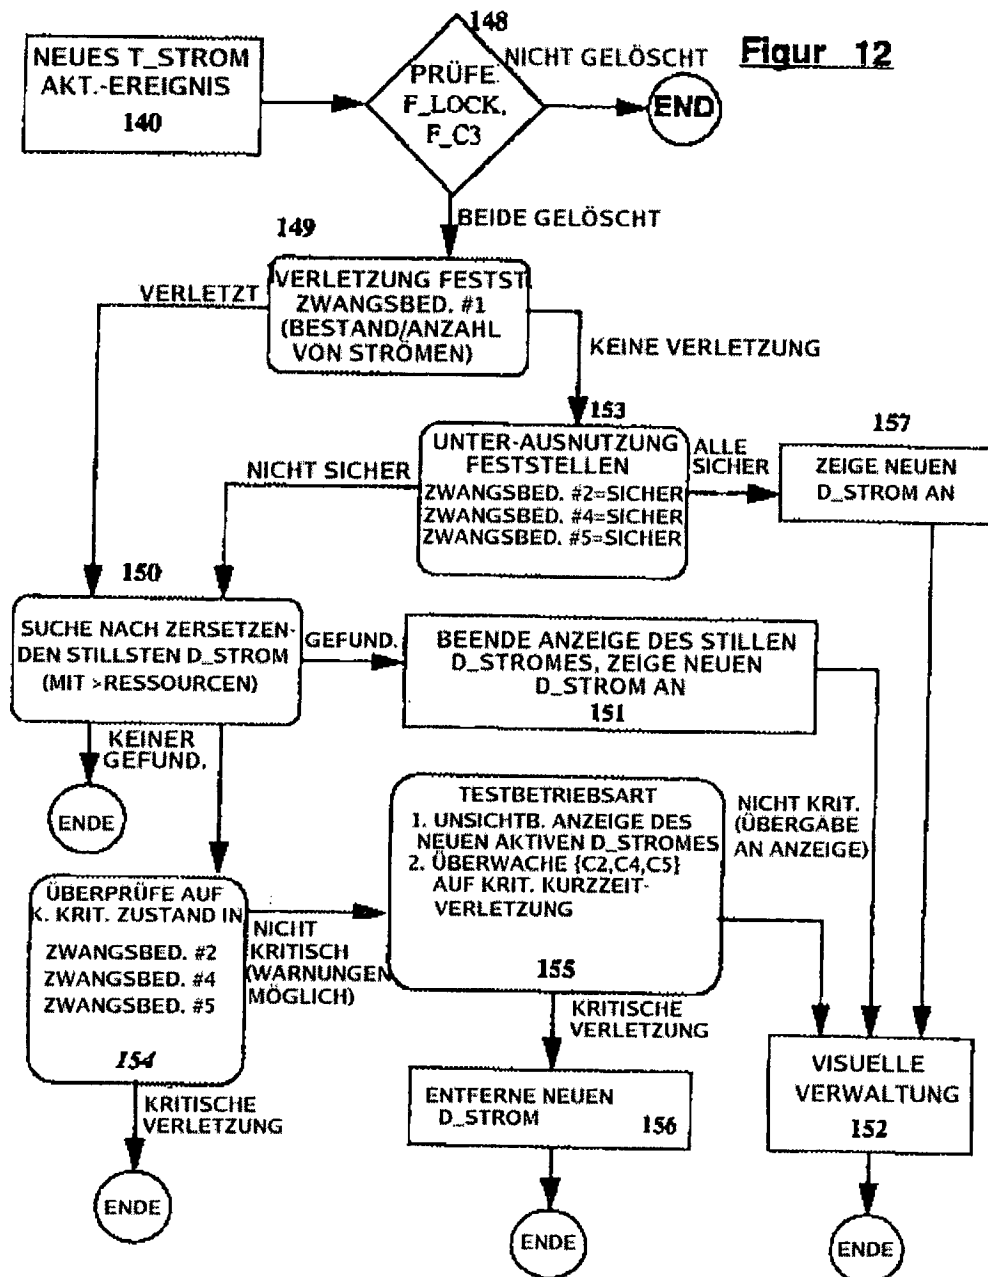 Figur 12
148
NEUES T_STROM
AKT.-EREIGNIS
140
NICHT GELÖSCHT
PRÜFE
F_LOCK,
F_C3
END
BEIDE GELÖSCHT
149
VERLETZT
VERLETZUNG FESTST
ZWANGSBED. #1
(BESTAND/ANZAHL
VON STRÖMEN)
KEINE VERLETZUNG
153
UNTER-AUSNUTZUNG
FESTSTELLEN
ZWANGSBED. #2=SICHER
ZWANGSBED. #4=SICHER
ZWANGSBED. #5=SICHER
NICHT SICHER
ALLE
SICHER
157
ZEIGE NEUEN
D_STROM AN
150
SUCHE NACH ZERSETZEN-
DEN STILLSTEN D_STROM
(MIT >RESSOURCEN)
GEFUND.
BEENDE ANZEIGE DES STILLEN
D_STROMES, ZEIGE NEUEN
D_STROM AN
151
KEINER
GEFUND.
ENDE
TESTBETRIEBSART
1. UNSICHTB. ANZEIGE DES
NEUEN AKTIVEN D_STROMES
2. ÜBERWACHE {C2,C4,C5}
AUF KRIT. KURZZEIT-
VERLETZUNG
155
NICHT KRIT.
(ÜBERGABE
AN ANZEIGE)
ÜBERPRÜFE AUF
K. KRIT. ZUSTAND IN
ZWANGSBED. #2
ZWANGSBED. #4
ZWANGSBED. #5
154
NICHT
KRITISCH
(WARNUNGEN
MÖGLICH)
KRITISCHE
VERLETZUNG
ENTFERNE NEUEN
D_STROM
156
VISUELLE
VERWALTUNG
152
KRITISCHE
VERLETZUNG
ENDE
ENDE
ENDE